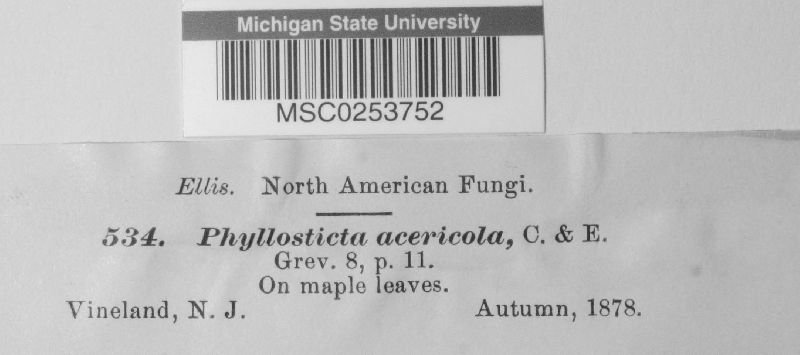 Michigan State University
MSC0253752
Ellis. North American Fungi.
534. Phyllosticta acericola, C. & E.
Grev. 8, p. 11.
On maple leaves.
Vineland, N. J. Autumn, 1878.